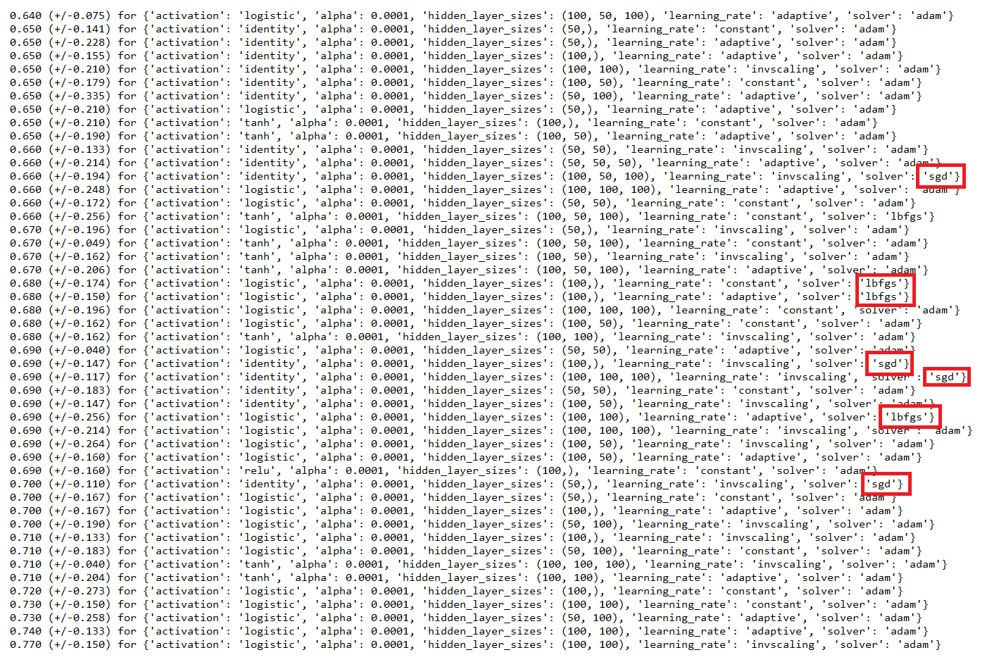 0.640 (+/-0.075) for {'activation': 'logistic', 'alpha': 0.0001, 'hidden_layer_sizes': (100, 50, 100), 'learning_rate': 'adaptive', 'solver': 'adam'}
0.650 (+/-0.141) for {'activation': 'identity', 'alpha': 0.0001, 'hidden_layer_sizes': (50,), 'learning_rate': 'constant', 'solver': 'adam'}
0.650 (+/-0.228) for {'activation': 'identity', 'alpha': 0.0001, 'hidden_layer_sizes': (50,), 'learning_rate': 'adaptive', 'solver': 'adam'}
0.650 (+/-0.155) for {'activation': 'identity', 'alpha': 0.0001, 'hidden_layer_sizes': (100,), 'learning_rate': 'adaptive', 'solver': 'adam'}
0.650 (+/-0.210) for {'activation': 'identity', 'alpha': 0.0001, 'hidden_layer_sizes': (100, 100), 'learning_rate': 'invscaling', 'solver': 'adam'}
0.650 (+/-0.179) for {'activation': 'identity', 'alpha': 0.0001, 'hidden_layer_sizes': (100, 50), 'learning_rate': 'constant', 'solver': 'adam'}
0.650 (+/-0.335) for {'activation': 'identity', 'alpha': 0.0001, 'hidden_layer_sizes': (50, 100), 'learning_rate': 'adaptive', 'solver': 'adam'}
0.650 (+/-0.210) for {'activation': 'logistic', 'alpha': 0.0001, 'hidden_layer_sizes': (50,), 'learning_rate': 'adaptive', 'solver': 'adam'}
0.650 (+/-0.210) for {'activation': 'tanh', 'alpha': 0.0001, 'hidden_layer_sizes': (100,), 'learning_rate': 'constant', 'solver': 'adam'}
0.650 (+/-0.190) for {'activation': 'tanh', 'alpha': 0.0001, 'hidden_layer_sizes': (100, 50), 'learning_rate': 'adaptive', 'solver': 'adam'}
0.660 (+/-0.133) for {'activation': 'identity', 'alpha': 0.0001, 'hidden_layer_sizes': (50, 50), 'learning_rate': 'invscaling', 'solver': 'adam'}
0.660 (+/-0.214) for {'activation': 'identity', 'alpha': 0.0001, 'hidden_layer_sizes': (50, 50, 50), 'learning_rate': 'adaptive', 'solver': 'adam'}
0.660 (+/-0.194) for {'activation': 'identity', 'alpha': 0.0001, 'hidden_layer_sizes': (100, 50, 100), 'learning_rate': 'invscaling', 'solver': 'sgd'}
0.660 (+/-0.248) for {'activation': 'logistic', 'alpha': 0.0001, 'hidden_layer_sizes': (100, 100, 100), 'learning_rate': 'adaptive', 'solver': 'adam'}
0.660 (+/-0.172) for {'activation': 'logistic', 'alpha': 0.0001, 'hidden_layer_sizes': (50, 50), 'learning_rate': 'constant', 'solver': 'adam'}
0.660 (+/-0.256) for {'activation': 'tanh', 'alpha': 0.0001, 'hidden_layer_sizes': (100, 50, 100), 'learning_rate': 'constant', 'solver': 'lbfgs'}
0.670 (+/-0.196) for {'activation': 'logistic', 'alpha': 0.0001, 'hidden_layer_sizes': (50,), 'learning_rate': 'invscaling', 'solver': 'adam'}
0.670 (+/-0.049) for {'activation': 'tanh', 'alpha': 0.0001, 'hidden_layer_sizes': (100, 50, 100), 'learning_rate': 'constant', 'solver': 'adam'}
0.670 (+/-0.162) for {'activation': 'tanh', 'alpha': 0.0001, 'hidden_layer_sizes': (100, 50), 'learning_rate': 'invscaling', 'solver': 'adam'}
0.670 (+/-0.206) for {'activation': 'tanh', 'alpha': 0.0001, 'hidden_layer_sizes': (100, 50, 100), 'learning_rate': 'adaptive', 'solver': 'adam'}
0.680 (+/-0.174) for {'activation': 'logistic', 'alpha': 0.0001, 'hidden_layer_sizes': (100,), 'learning_rate': 'constant', 'solver': 'lbfgs'}
0.680 (+/-0.150) for {'activation': 'logistic', 'alpha': 0.0001, 'hidden_layer_sizes': (100,), 'learning_rate': 'adaptive', 'solver': 'lbfgs'}
0.680 (+/-0.196) for {'activation': 'logistic', 'alpha': 0.0001, 'hidden_layer_sizes': (100, 100, 100), 'learning_rate': 'constant', 'solver': 'adam'}
0.680 (+/-0.162) for {'activation': 'logistic', 'alpha': 0.0001, 'hidden_layer_sizes': (100, 50), 'learning_rate': 'constant', 'solver': 'adam'}
0.680 (+/-0.162) for {'activation': 'tanh', 'alpha': 0.0001, 'hidden_layer_sizes': (100, 100), 'learning_rate': 'invscaling', 'solver': 'adam'}
0.690 (+/-0.040) for {'activation': 'logistic', 'alpha': 0.0001, 'hidden_layer_sizes': (50, 50), 'learning_rate': 'adaptive', 'solver': 'adam'}
0.690 (+/-0.147) for {'activation': 'identity', 'alpha': 0.0001, 'hidden_layer_sizes': (100,), 'learning_rate': 'invscaling', 'solver': 'sgd'}
0.690 (+/-0.117) for {'activation': 'identity', 'alpha': 0.0001, 'hidden_layer_sizes': (100, 100, 100), 'learning_rate': 'invscaling', 'solver': 'sgd'}
0.690 (+/-0.183) for {'activation': 'identity', 'alpha': 0.0001, 'hidden_layer_sizes': (50, 50), 'learning_rate': 'constant', 'solver': 'adam'}
0.690 (+/-0.147) for {'activation': 'identity', 'alpha': 0.0001, 'hidden_layer_sizes': (100, 50), 'learning_rate': 'invscaling', 'solver': 'adam'}
0.690 (+/-0.256) for {'activation': 'logistic', 'alpha': 0.0001, 'hidden_layer_sizes': (100, 100), 'learning_rate': 'adaptive', 'solver': 'lbfgs'}
0.690 (+/-0.214) for {'activation': 'logistic', 'alpha': 0.0001, 'hidden_layer_sizes': (100, 100, 100), 'learning_rate': 'invscaling', 'solver': 'adam'}
0.690 (+/-0.264) for {'activation': 'logistic', 'alpha': 0.0001, 'hidden_layer_sizes': (100, 50), 'learning_rate': 'invscaling', 'solver': 'adam'}
0.690 (+/-0.160) for {'activation': 'logistic', 'alpha': 0.0001, 'hidden_layer_sizes': (100, 50), 'learning_rate': 'adaptive', 'solver': 'adam'}
0.690 (+/-0.160) for {'activation': 'relu', 'alpha': 0.0001, 'hidden_layer_sizes': (100,), 'learning_rate': 'constant', 'solver': 'adam'}
0.700 (+/-0.110) for {'activation': 'identity', 'alpha': 0.0001, 'hidden_layer_sizes': (50,), 'learning_rate': 'invscaling', 'solver': 'sgd'}
0.700 (+/-0.167) for {'activation': 'logistic', 'alpha': 0.0001, 'hidden_layer_sizes': (50,), 'learning_rate': 'constant', 'solver': 'adam'}
0.700 (+/-0.167) for {'activation': 'logistic', 'alpha': 0.0001, 'hidden_layer_sizes': (100,), 'learning_rate': 'adaptive', 'solver': 'adam'}
0.700 (+/-0.190) for {'activation': 'logistic', 'alpha': 0.0001, 'hidden_layer_sizes': (50, 100), 'learning_rate': 'invscaling', 'solver': 'adam'}
0.710 (+/-0.133) for {'activation': 'logistic', 'alpha': 0.0001, 'hidden_layer_sizes': (100,), 'learning_rate': 'invscaling', 'solver': 'adam'}
0.710 (+/-0.183) for {'activation': 'logistic', 'alpha': 0.0001, 'hidden_layer_sizes': (50, 100), 'learning_rate': 'constant', 'solver': 'adam'}
0.710 (+/-0.040) for {'activation': 'tanh', 'alpha': 0.0001, 'hidden_layer_sizes': (100, 100, 100), 'learning_rate': 'invscaling', 'solver': 'adam'}
0.710 (+/-0.204) for {'activation': 'tanh', 'alpha': 0.0001, 'hidden_layer_sizes': (100, 100), 'learning_rate': 'adaptive', 'solver': 'adam'}
0.720 (+/-0.273) for {'activation': 'logistic', 'alpha': 0.0001, 'hidden_layer_sizes': (100,), 'learning_rate': 'constant', 'solver': 'adam'}
0.730 (+/-0.150) for {'activation': 'logistic', 'alpha': 0.0001, 'hidden_layer_sizes': (100, 100), 'learning_rate': 'constant', 'solver': 'adam'}
0.730 (+/-0.258) for {'activation': 'logistic', 'alpha': 0.0001, 'hidden_layer_sizes': (50, 100), 'learning_rate': 'adaptive', 'solver': 'adam'}
0.740 (+/-0.133) for {'activation': 'logistic', 'alpha': 0.0001, 'hidden_layer_sizes': (100, 100), 'learning_rate': 'adaptive', 'solver': 'adam'}
0.770 (+/-0.150) for {'activation': 'logistic', 'alpha': 0.0001, 'hidden_layer_sizes': (100, 100), 'learning_rate': 'invscaling', 'solver': 'adam'}